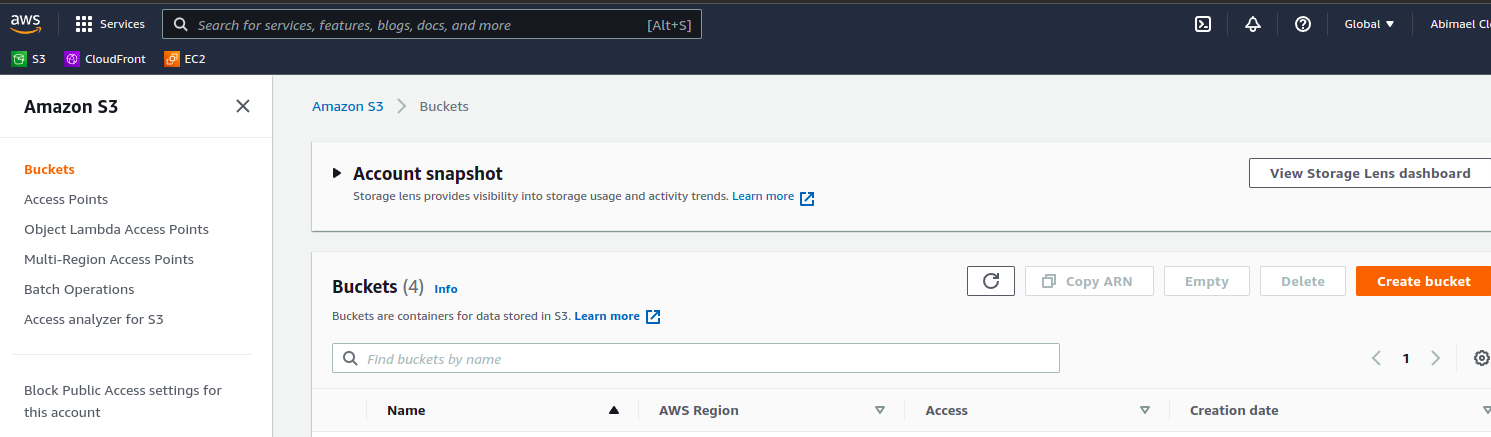 aws Services Search for services, features, blogs, docs, and more [Alt+S] Global Abimael Cl
S3 CloudFront EC2
Amazon S3
Buckets
Access Points
Object Lambda Access Points
Multi-Region Access Points
Batch Operations
Access analyzer for S3
Block Public Access settings for
this account
Amazon S3 Buckets
Account snapshot View Storage Lens dashboard
Storage lens provides visibility into storage usage and activity trends. Learn more
Buckets (4) Info Copy ARN Empty Delete Create bucket
Buckets are containers for data stored in S3. Learn more
Find buckets by name 1
Name AWS Region Access Creation date